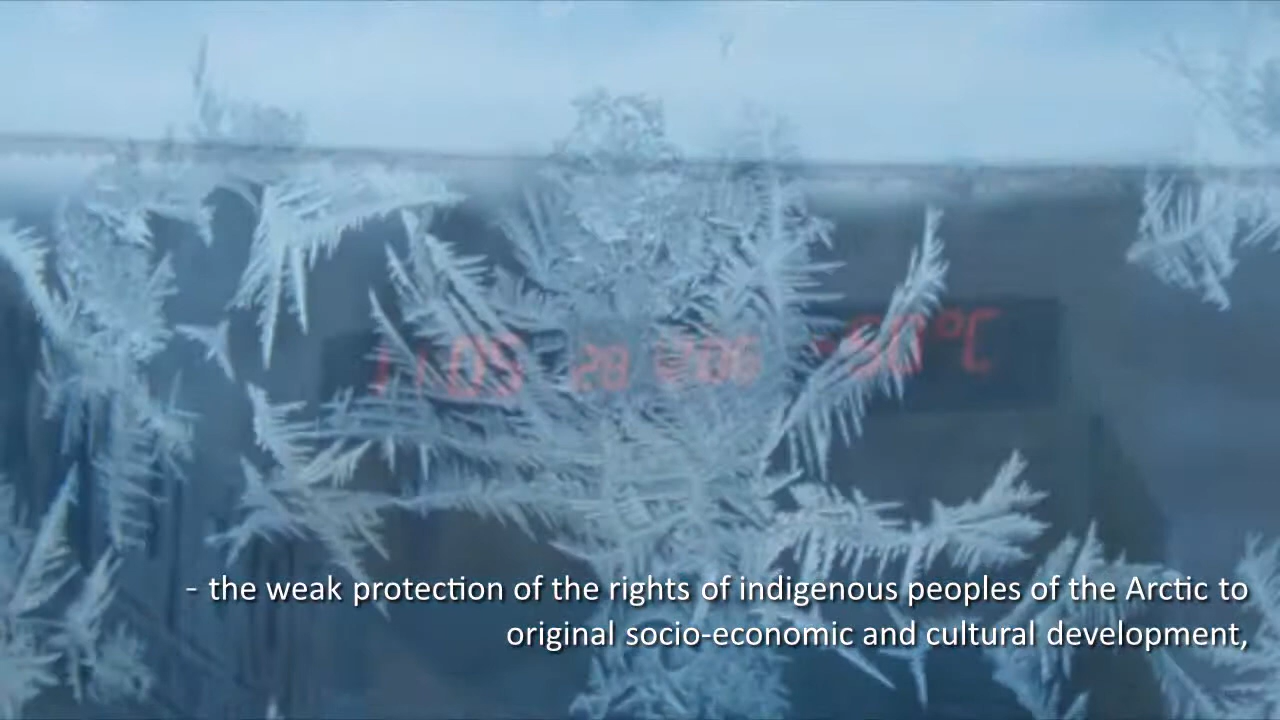 - the weak protection of the rights of indigenous peoples of the Arctic to
original socio-economic and cultural development,